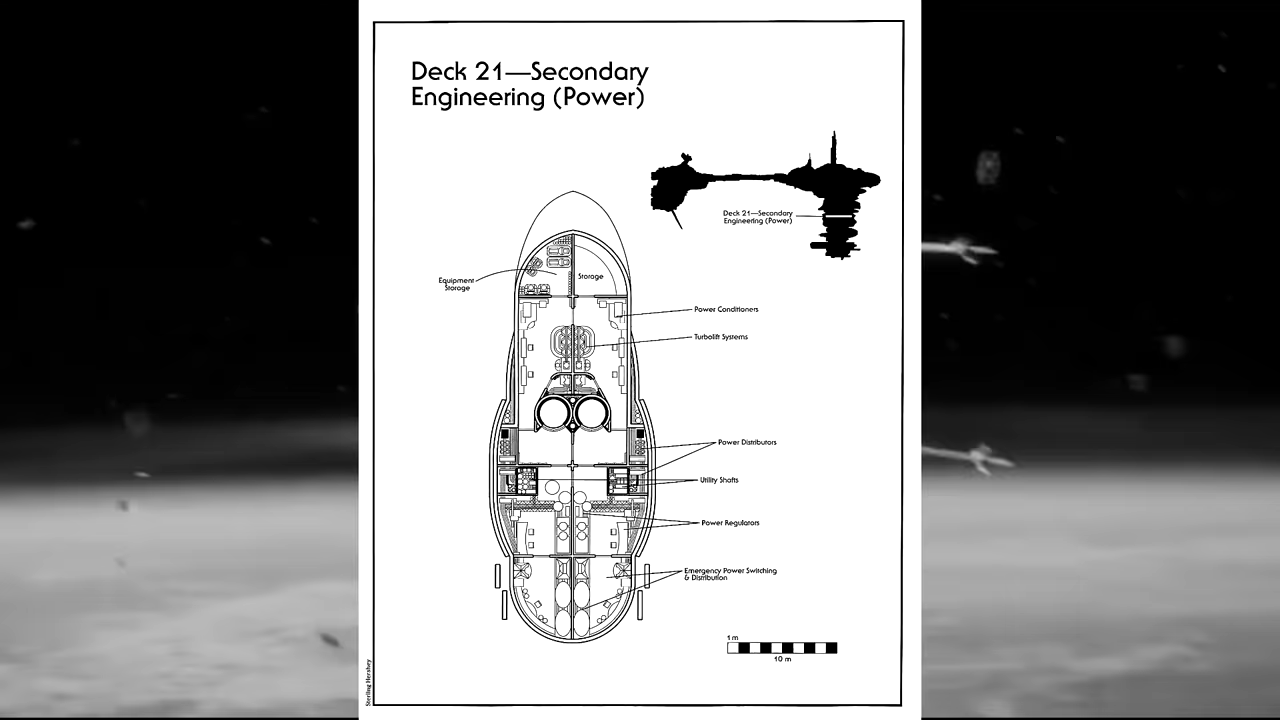 Deck 21—Secondary
Engineering (Power)
Deck 21—Secondary
Engineering (Power)
Equipment
Storage
Storage
Power Conditioners
Turbolift Systems
Power Distributors
Utility Shafts
Power Regulators
Emergency Power Switching
& Distribution
1 m
10 m
Sterling Hershey